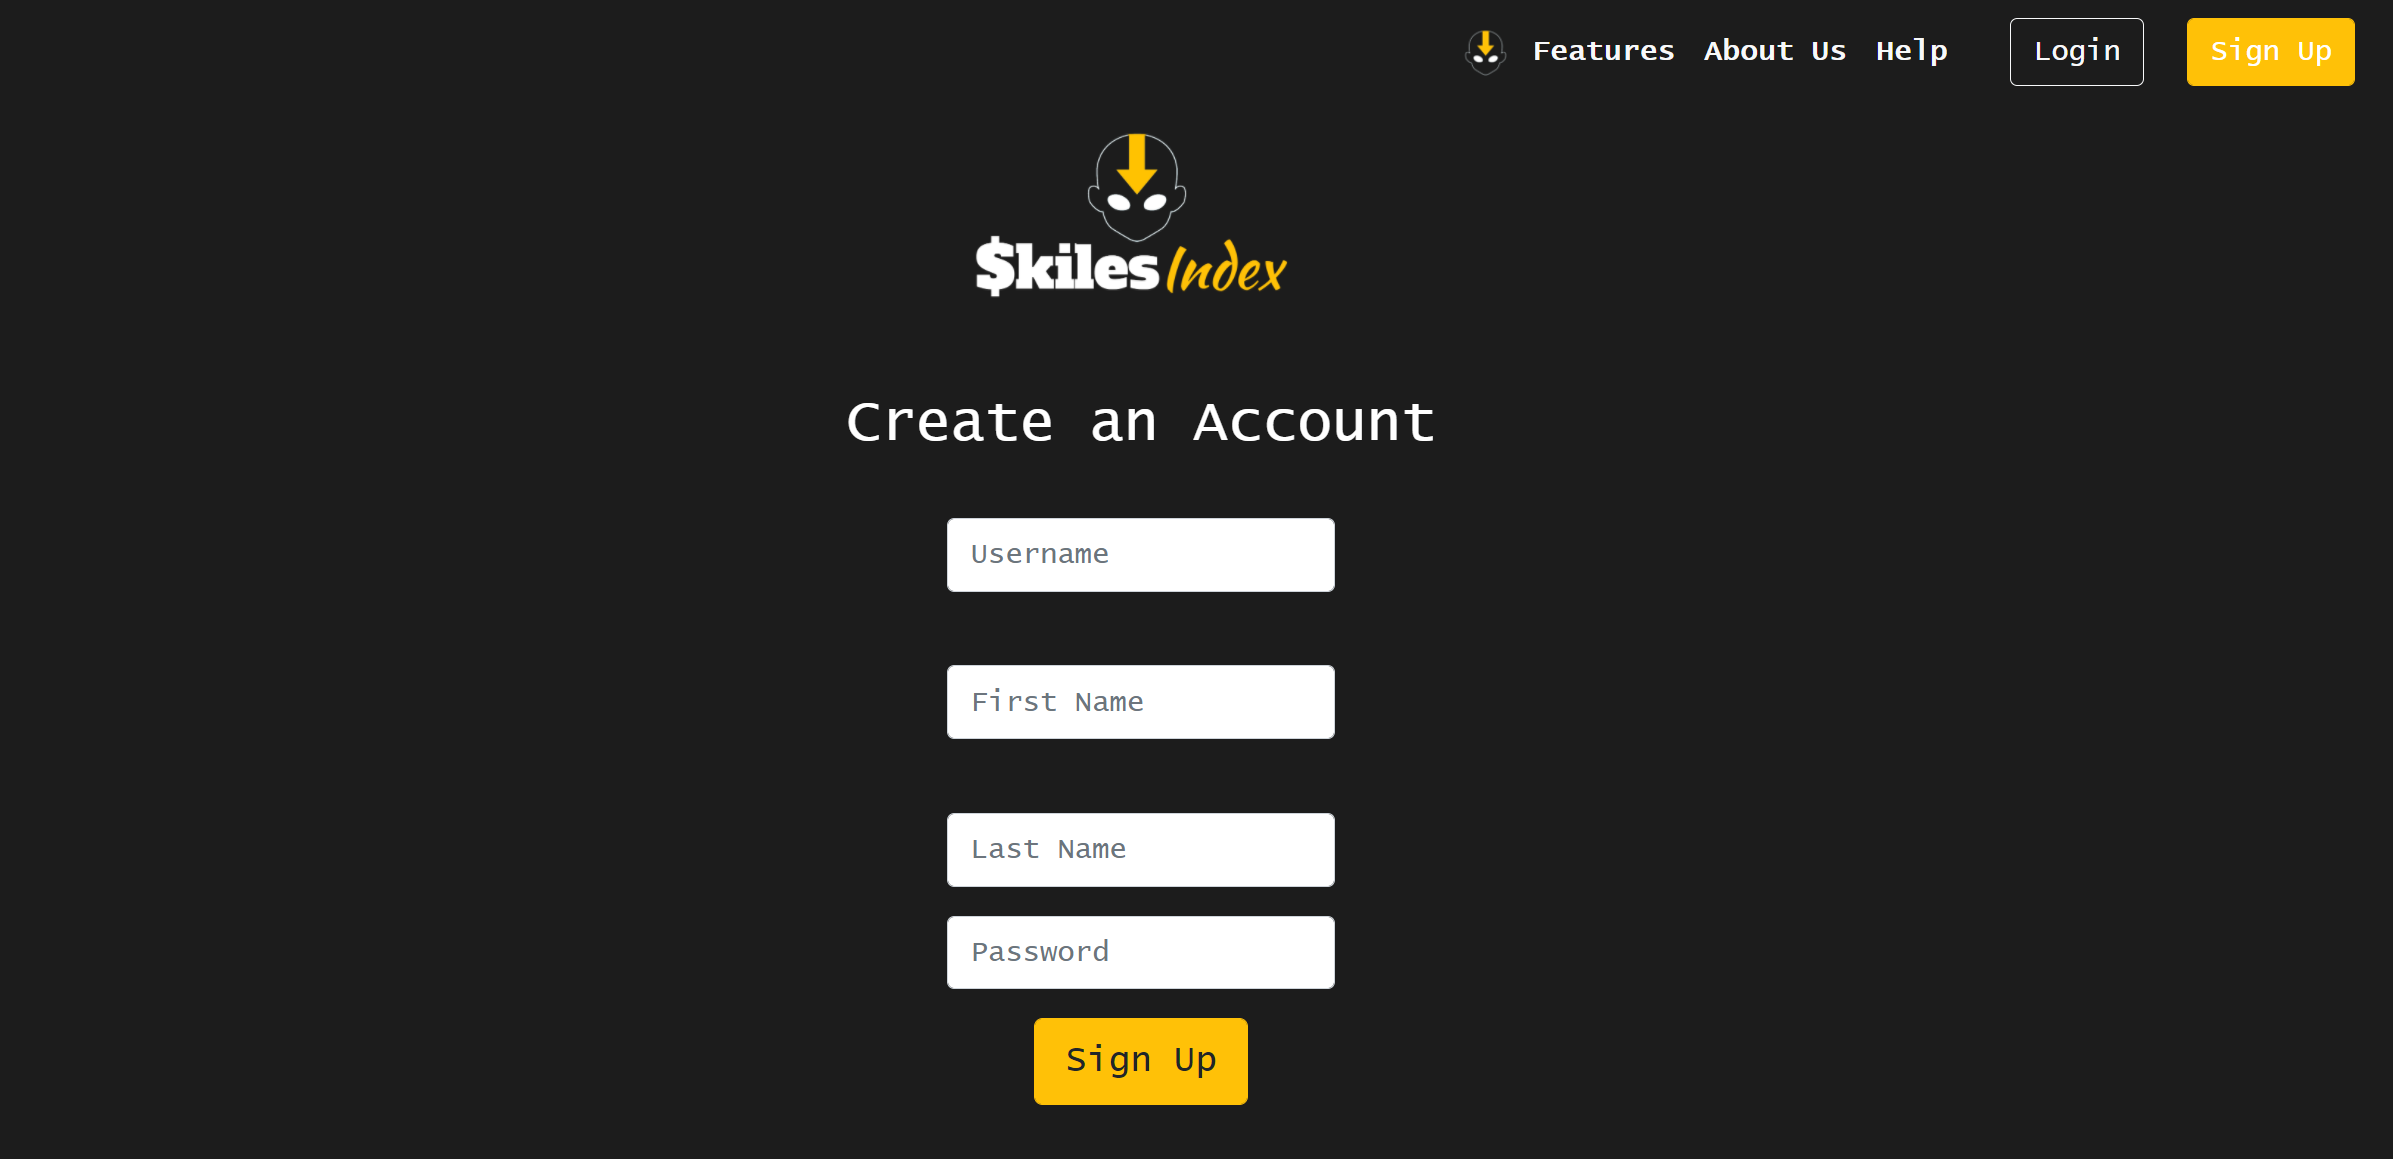 Features About Us Help Login Sign Up
$kiles Index
Create an Account
Username
First Name
Last Name
Password
Sign Up